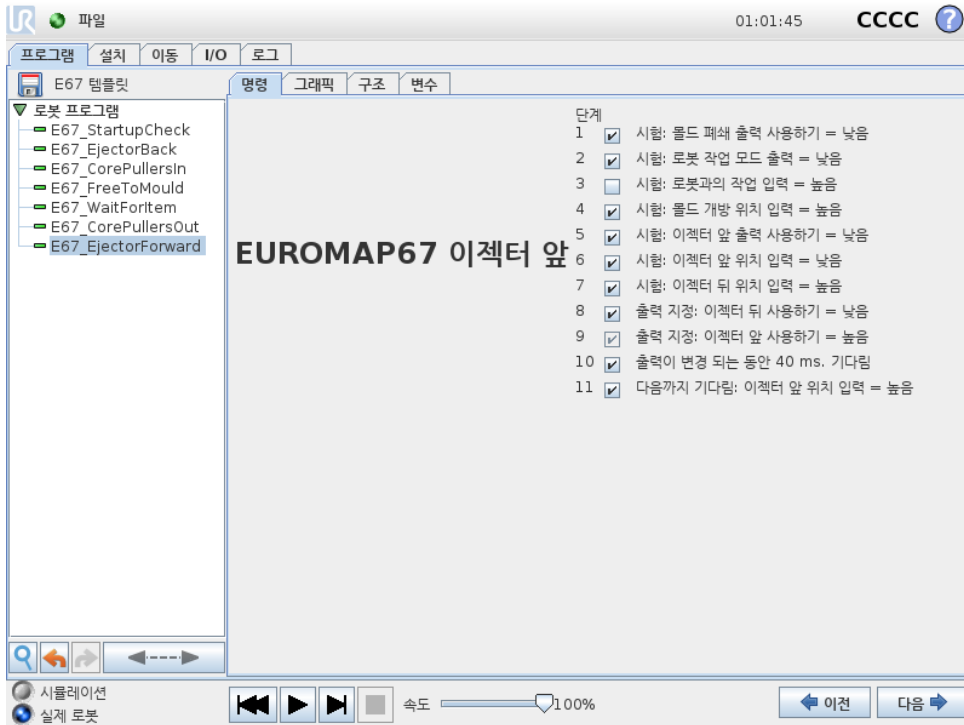 UR 파일 01:01:45 CCCC ?
프로그램 설치 이동 I/O 로그
E67 템플릿
명령 그래픽 구조 변수
로봇 프로그램
E67_StartupCheck
E67_EjectorBack
E67_CorePullersIn
E67_FreeToMould
E67_WaitForItem
E67_CorePullersOut
E67_EjectorForward
EUROMAP67 이젝터 앞
단계
1 시험: 몰드 폐쇄 출력 사용하기 = 낮음
2 시험: 로봇 작업 모드 출력 = 낮음
3 시험: 로봇과의 작업 입력 = 높음
4 시험: 몰드 개방 위치 입력 = 높음
5 시험: 이젝터 앞 출력 사용하기 = 낮음
6 시험: 이젝터 앞 위치 입력 = 낮음
7 시험: 이젝터 뒤 위치 입력 = 높음
8 출력 지정: 이젝터 뒤 사용하기 = 낮음
9 출력 지정: 이젝터 앞 사용하기 = 높음
10 출력이 변경 되는 동안 40 ms. 기다림
11 다음까지 기다림: 이젝터 앞 위치 입력 = 높음
시뮬레이션
실제 로봇
속도 100%
이전 다음